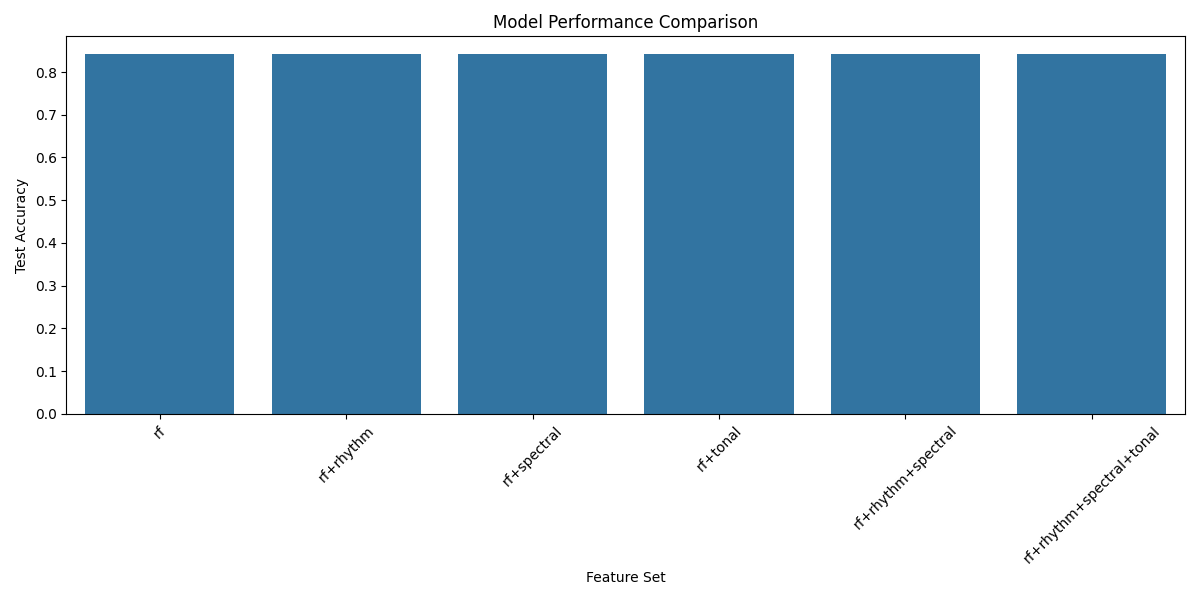 Model Performance Comparison
Test Accuracy
0.8
0.7
0.6
0.5
0.4
0.3
0.2
0.1
0.0
rf
rf+rhythm
rf+spectral
rf+tonal
rf+rhythm+spectral
rf+rhythm+spectral+tonal
Feature Set